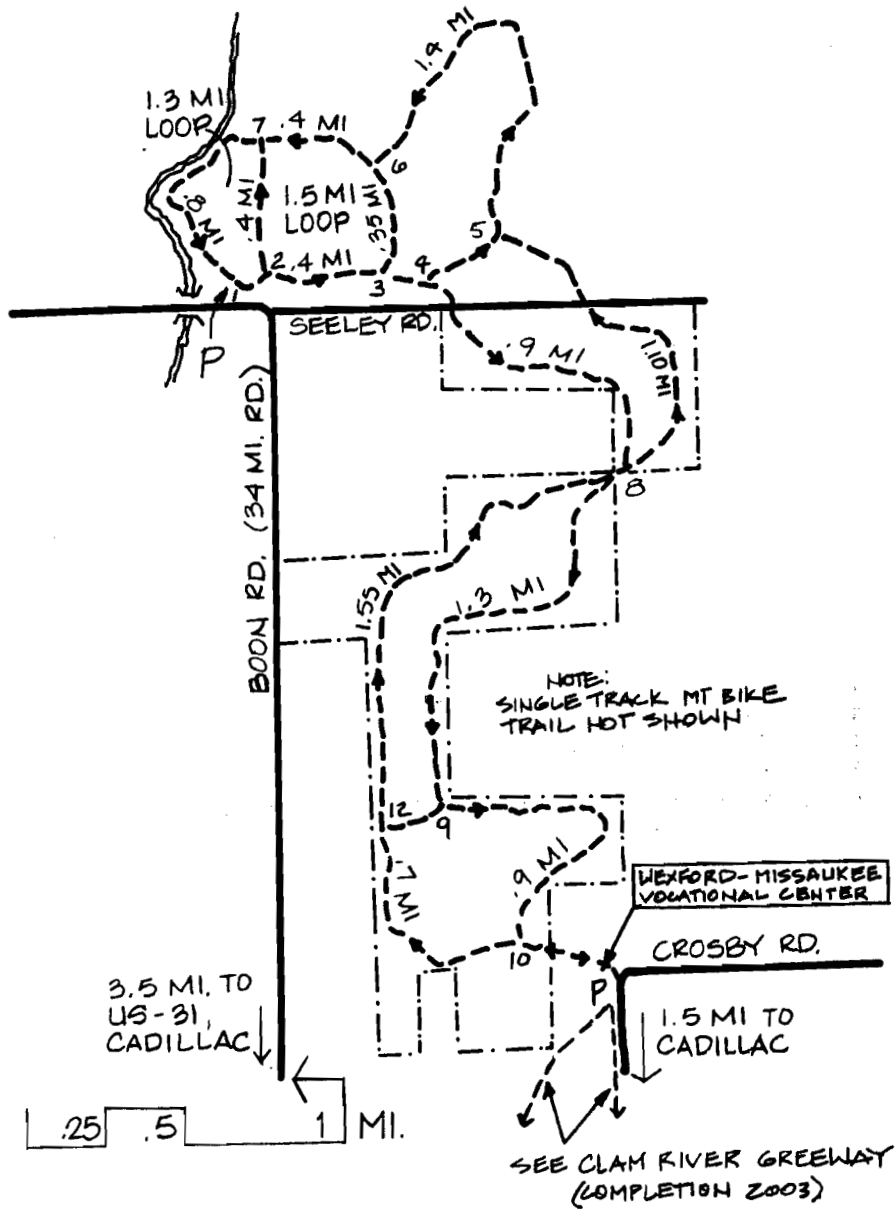 1.4 MI
1.3 MI
LOOP
7
.4 MI
6
.8 MI
.4 MI
1.5 MI
LOOP
.35 MI
5
2
.4 MI
3
4
SEELEY RD.
P
.9 MI
1.10 MI
BOON RD. (34 MI. RD.)
8
1.55 MI
1.3 MI
NOTE:
SINGLE TRACK MT BIKE
TRAIL NOT SHOWN
12
9
.7 MI
.9 MI
WEXFORD-MISSAUKEE
VOCATIONAL CENTER
10
CROSBY RD.
P
3.5 MI. TO
US-31,
CADILLAC
1.5 MI TO
CADILLAC
.25 .5 1 MI.
SEE CLAM RIVER GREEWAY
(COMPLETION 2003)